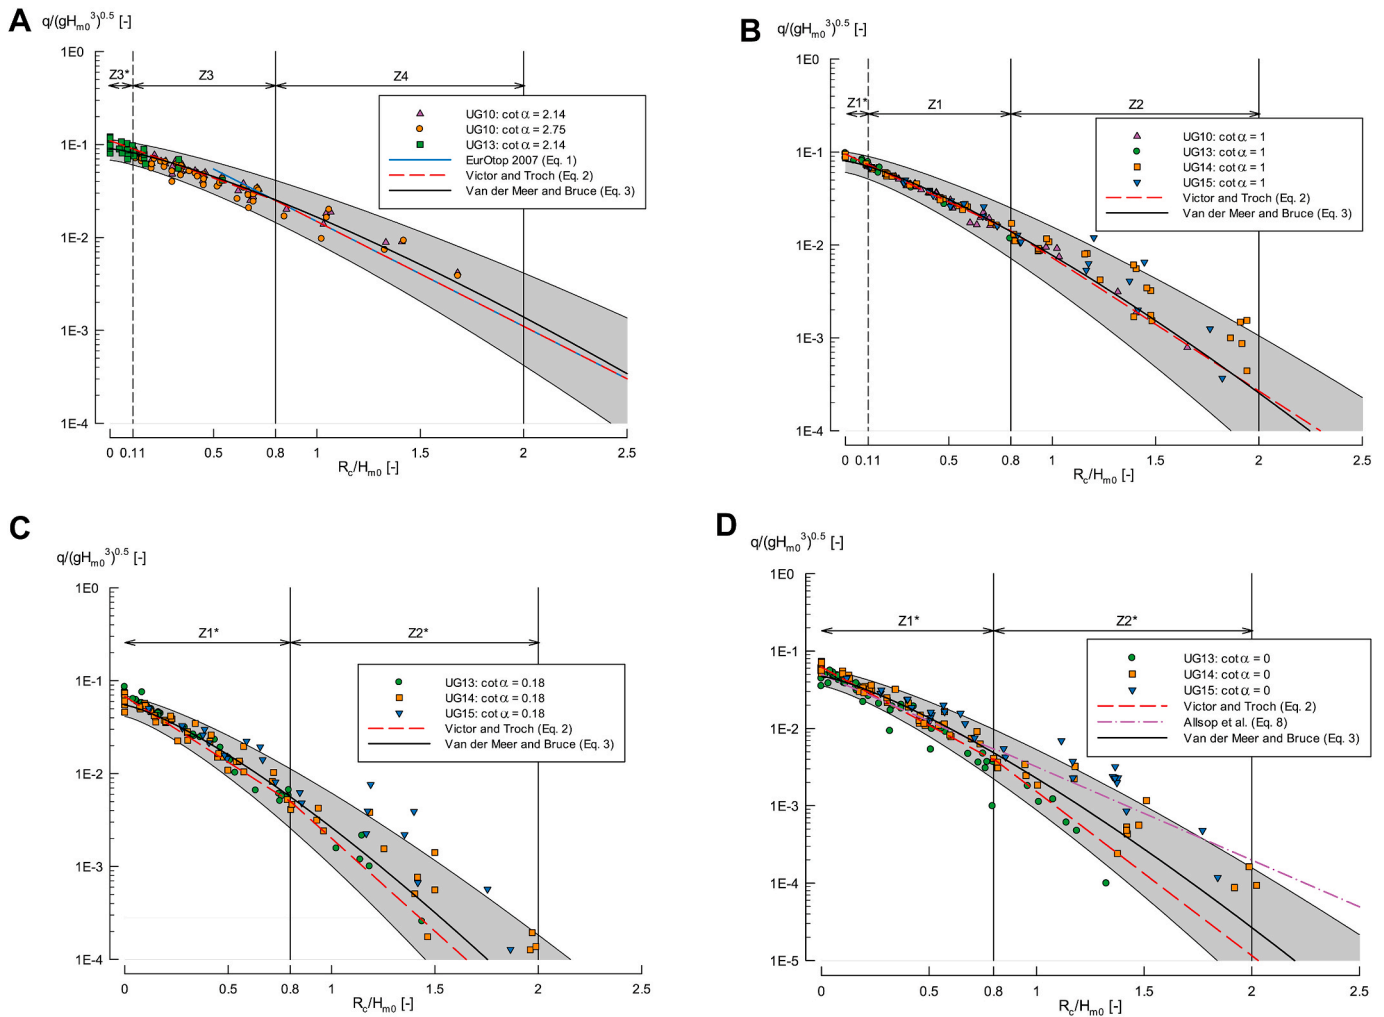 A
q/(gHm0³)^0.5 [-]
1E0
1E-1
1E-2
1E-3
1E-4
Z3*
Z3
Z4
UG10: cot α = 2.14
UG10: cot α = 2.75
UG13: cot α = 2.14
EurOtop 2007 (Eq. 1)
Victor and Troch (Eq. 2)
Van der Meer and Bruce (Eq. 3)
0 0.11 0.5 0.8 1 1.5 2 2.5
Rc/Hm0 [-]
B
q/(gHm0³)^0.5 [-]
1E0
1E-1
1E-2
1E-3
1E-4
Z1*
Z1
Z2
UG10: cot α = 1
UG13: cot α = 1
UG14: cot α = 1
UG15: cot α = 1
Victor and Troch (Eq. 2)
Van der Meer and Bruce (Eq. 3)
0 0.11 0.5 0.8 1 1.5 2 2.5
Rc/Hm0 [-]
C
q/(gHm0³)^0.5 [-]
1E0
1E-1
1E-2
1E-3
1E-4
Z1*
Z2*
UG13: cot α = 0.18
UG14: cot α = 0.18
UG15: cot α = 0.18
Victor and Troch (Eq. 2)
Van der Meer and Bruce (Eq. 3)
0 0.5 0.8 1 1.5 2 2.5
Rc/Hm0 [-]
D
q/(gHm0³)^0.5 [-]
1E0
1E-1
1E-2
1E-3
1E-4
1E-5
Z1*
Z2*
UG13: cot α = 0
UG14: cot α = 0
UG15: cot α = 0
Victor and Troch (Eq. 2)
Allsop et al. (Eq. 8)
Van der Meer and Bruce (Eq. 3)
0 0.5 0.8 1 1.5 2 2.5
Rc/Hm0 [-]